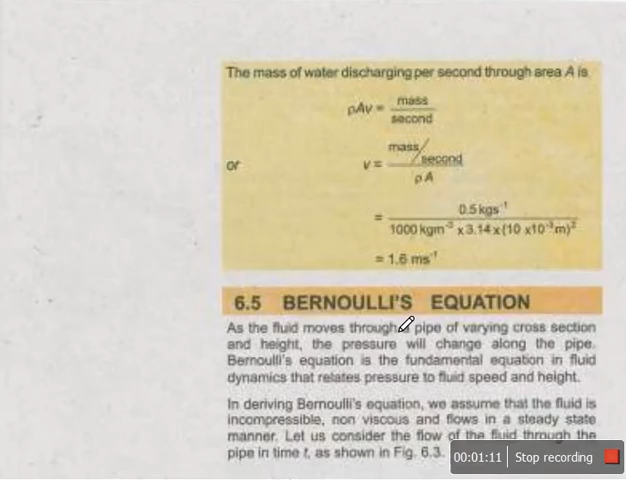 The mass of water discharging per second through area A is
ρAv = mass / second
or v = mass/second / ρ A
= 0.5 kgs⁻¹ / 1000 kgm⁻³ x 3.14 x (10 x10⁻³ m)²
= 1.6 ms⁻¹
6.5 BERNOULLI'S EQUATION
As the fluid moves through a pipe of varying cross section
and height, the pressure will change along the pipe.
Bernoulli's equation is the fundamental equation in fluid
dynamics that relates pressure to fluid speed and height.
In deriving Bernoulli's equation, we assume that the fluid is
incompressible, non viscous and flows in a steady state
manner. Let us consider the flow of the fluid through the
pipe in time t, as shown in Fig. 6.3.
00:01:11 Stop recording